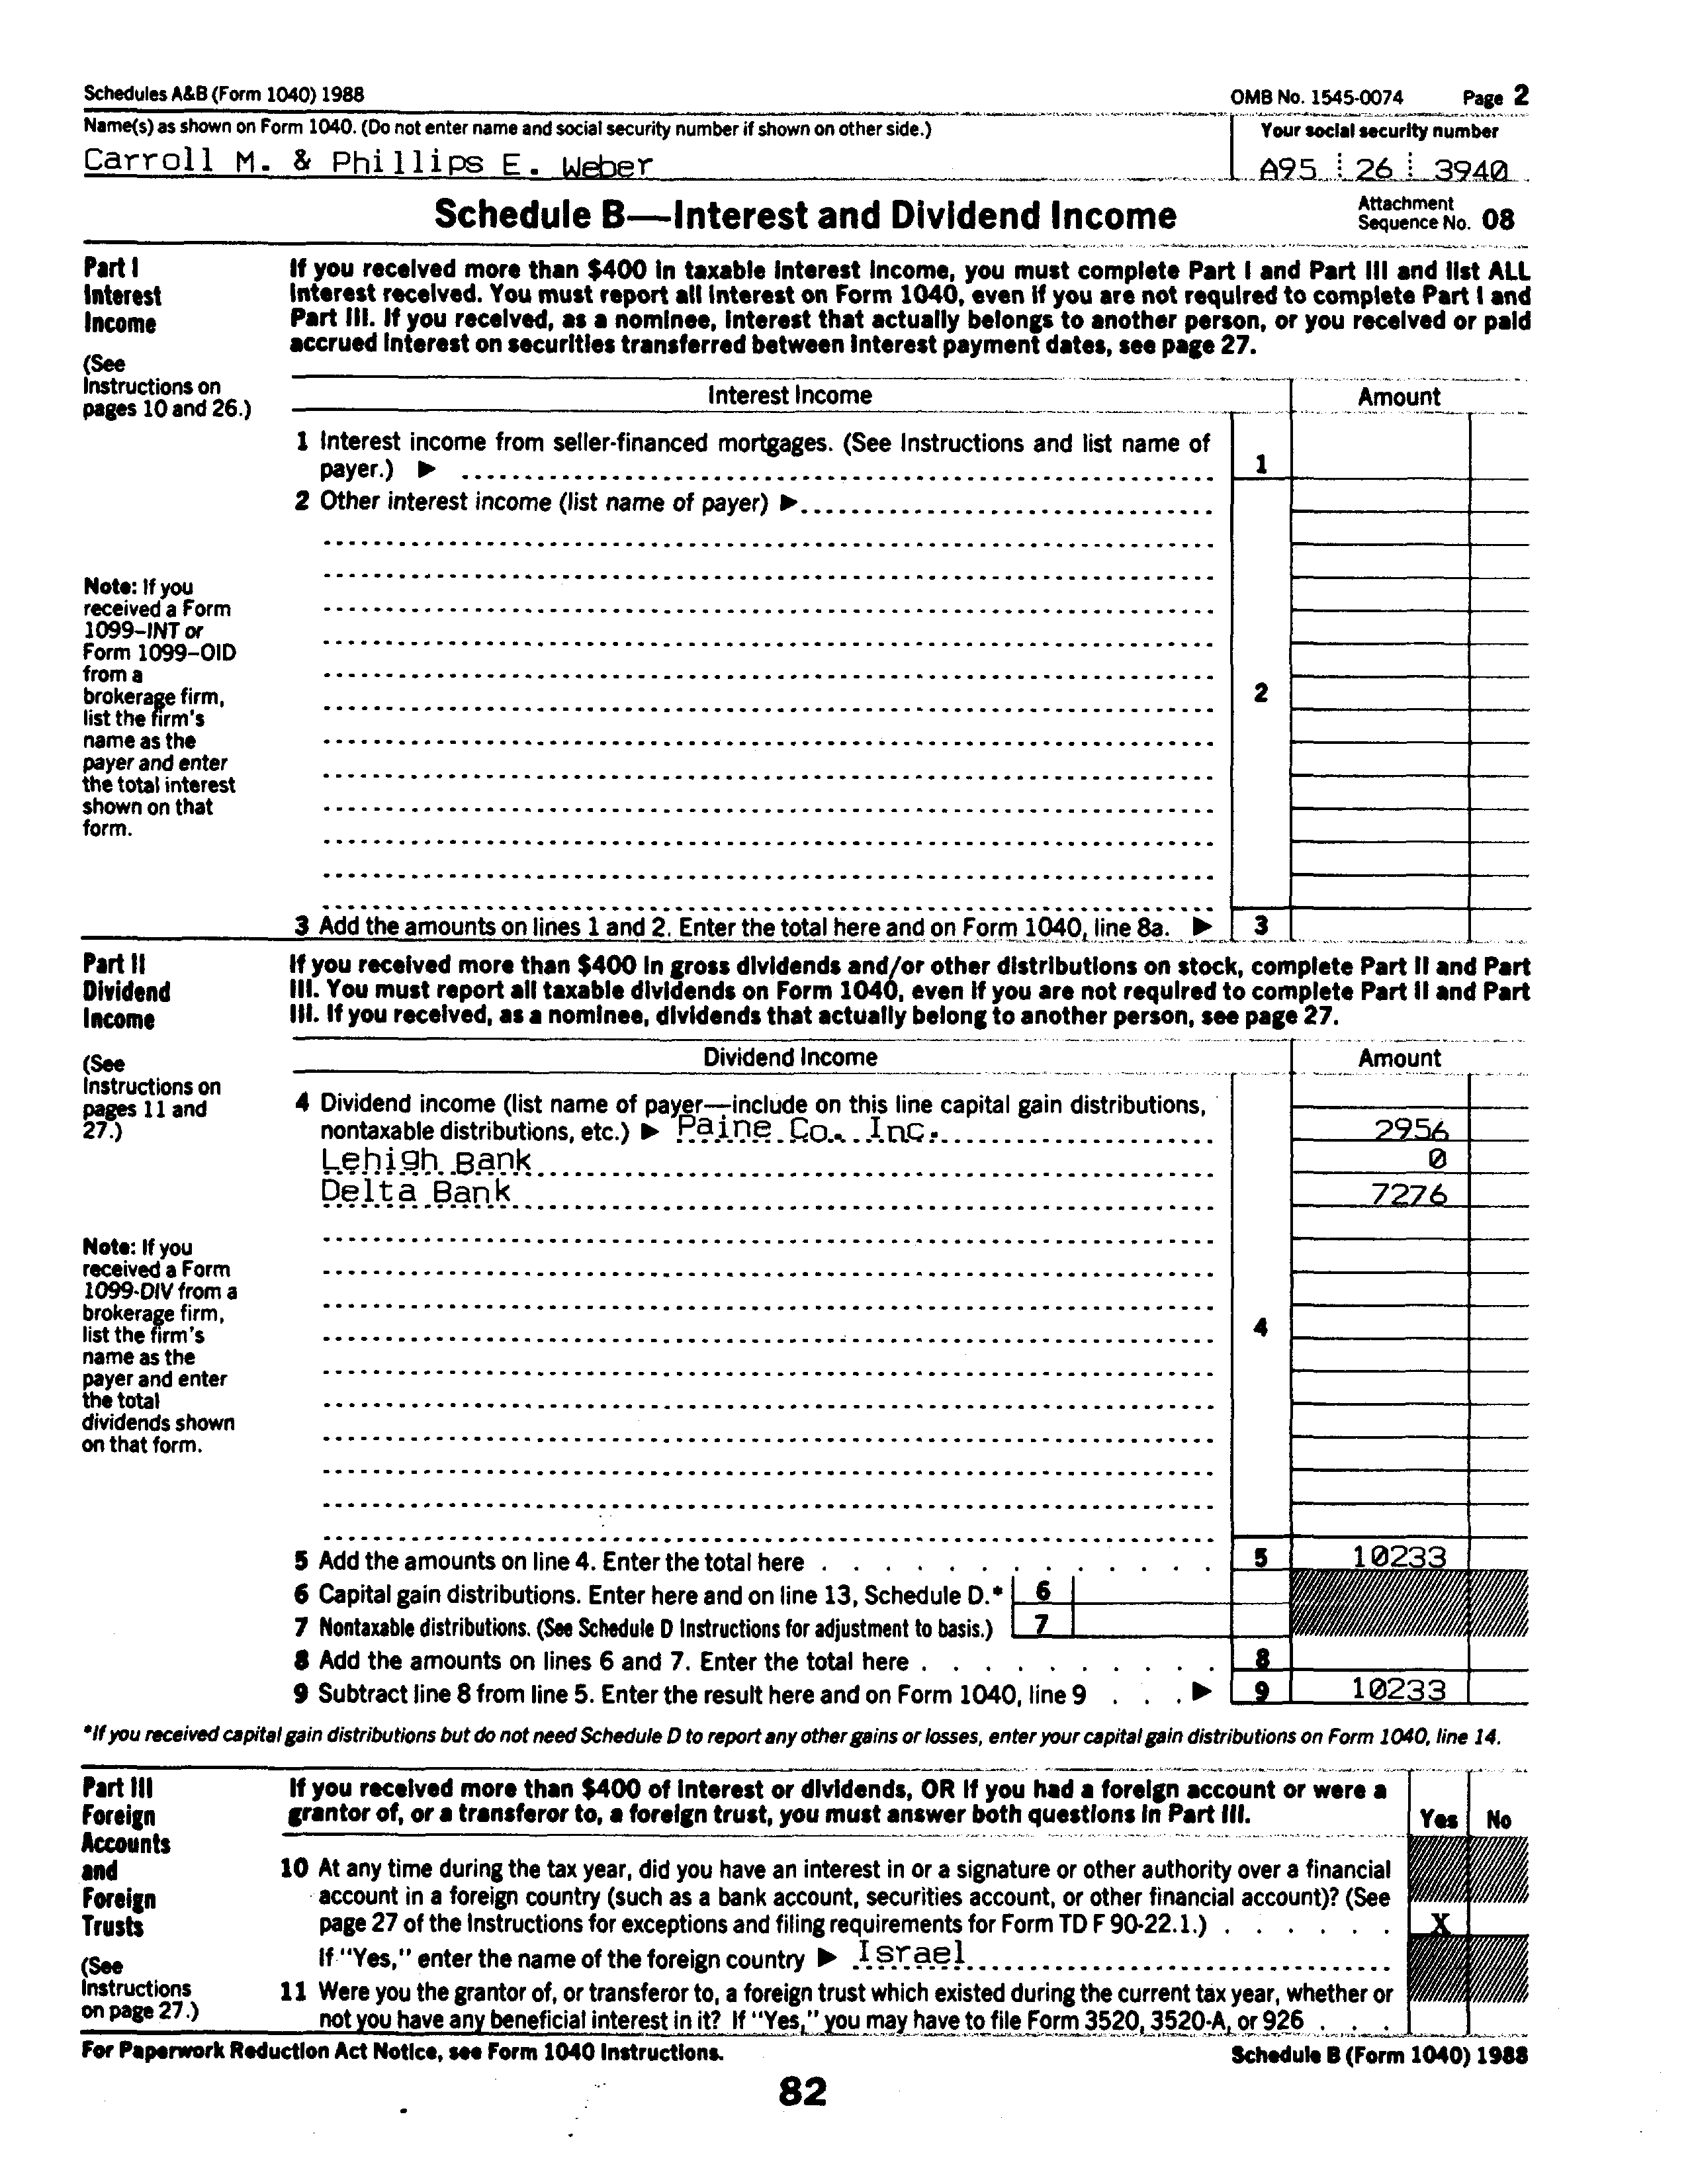 Schedules A&B (Form 1040) 1988 OMB No. 1545-0074 Page 2
Name(s) as shown on Form 1040. (Do not enter name and social security number if shown on other side.) Your social security number
Carroll M. & Phillips E. Weber A95 26 3940
Schedule B—Interest and Dividend Income Attachment Sequence No. 08
Part I
Interest
Income
(See
Instructions on
pages 10 and 26.)
If you received more than $400 in taxable interest income, you must complete Part I and Part III and list ALL
interest received. You must report all interest on Form 1040, even if you are not required to complete Part I and
Part III. If you received, as a nominee, interest that actually belongs to another person, or you received or paid
accrued interest on securities transferred between interest payment dates, see page 27.
Interest Income Amount
1 Interest income from seller-financed mortgages. (See Instructions and list name of
payer.) ▶ 1
2 Other interest income (list name of payer) ▶
Note: If you
received a Form
1099-INT or
Form 1099-OID
from a
brokerage firm,
list the firm's
name as the
payer and enter
the total interest
shown on that
form.
2
3 Add the amounts on lines 1 and 2. Enter the total here and on Form 1040, line 8a. ▶ 3
Part II
Dividend
Income
(See
Instructions on
pages 11 and
27.)
If you received more than $400 in gross dividends and/or other distributions on stock, complete Part II and Part
III. You must report all taxable dividends on Form 1040, even if you are not required to complete Part II and Part
III. If you received, as a nominee, dividends that actually belong to another person, see page 27.
Dividend Income Amount
4 Dividend income (list name of payer—include on this line capital gain distributions,
nontaxable distributions, etc.) ▶ Paine Co. Inc. 2956
Lehigh Bank 0
Delta Bank 7276
Note: If you
received a Form
1099-DIV from a
brokerage firm,
list the firm's
name as the
payer and enter
the total
dividends shown
on that form.
4
5 Add the amounts on line 4. Enter the total here 5 10233
6 Capital gain distributions. Enter here and on line 13, Schedule D.* 6
7 Nontaxable distributions. (See Schedule D Instructions for adjustment to basis.) 7
8 Add the amounts on lines 6 and 7. Enter the total here 8
9 Subtract line 8 from line 5. Enter the result here and on Form 1040, line 9 ▶ 9 10233
*If you received capital gain distributions but do not need Schedule D to report any other gains or losses, enter your capital gain distributions on Form 1040, line 14.
Part III
Foreign
Accounts
and
Foreign
Trusts
(See
Instructions
on page 27.)
If you received more than $400 of interest or dividends, OR if you had a foreign account or were a
grantor of, or a transferor to, a foreign trust, you must answer both questions in Part III. Yes No
10 At any time during the tax year, did you have an interest in or a signature or other authority over a financial
account in a foreign country (such as a bank account, securities account, or other financial account)? (See
page 27 of the Instructions for exceptions and filing requirements for Form TD F 90-22.1.) X
If "Yes," enter the name of the foreign country ▶ Israel
11 Were you the grantor of, or transferor to, a foreign trust which existed during the current tax year, whether or
not you have any beneficial interest in it? If "Yes," you may have to file Form 3520, 3520-A, or 926
For Paperwork Reduction Act Notice, see Form 1040 Instructions. Schedule B (Form 1040) 1988
82